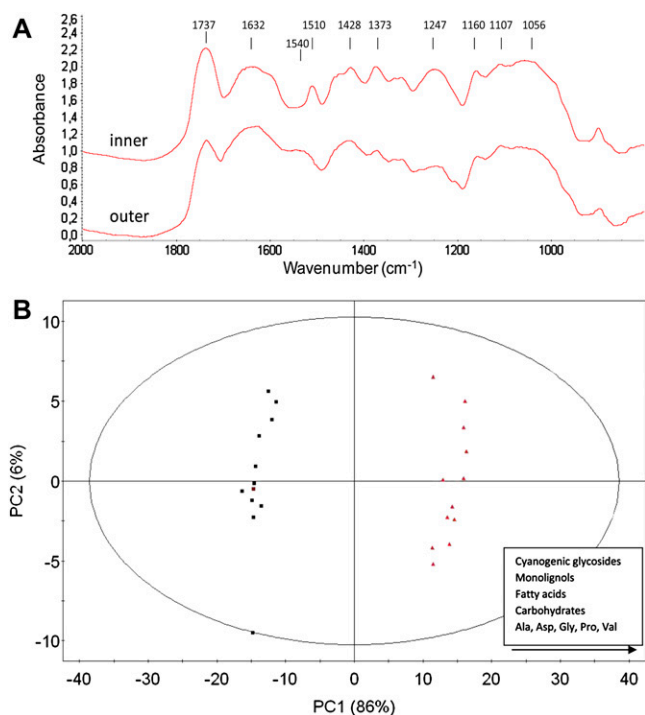 A
1737 1632 1510 1428 1373 1247 1160 1107 1056
1540
2,6
2,4
2,2
2,0
1,8
1,6
1,4
1,2
1,0
0,8
0,6
0,4
0,2
0,0
Absorbance
inner
outer
2000 1800 1600 1400 1200 1000
Wavenumber (cm-1)
B
10
5
0
-5
-10
PC2 (6%)
Cyanogenic glycosides
Monolignols
Fatty acids
Carbohydrates
Ala, Asp, Gly, Pro, Val
-40 -30 -20 -10 0 10 20 30 40
PC1 (86%)